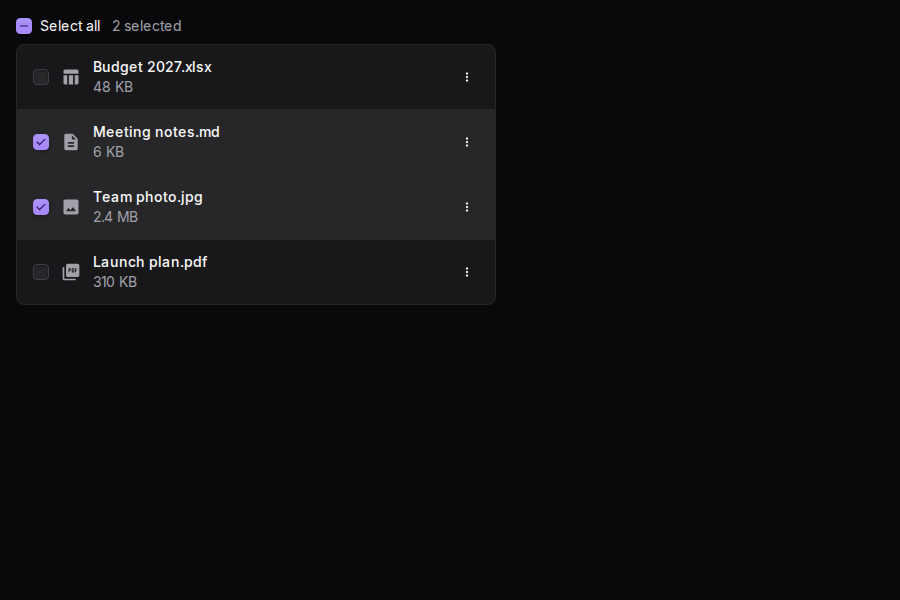 Select all 2 selected
Budget 2027.xlsx
48 KB
Meeting notes.md
6 KB
Team photo.jpg
2.4 MB
Launch plan.pdf
310 KB